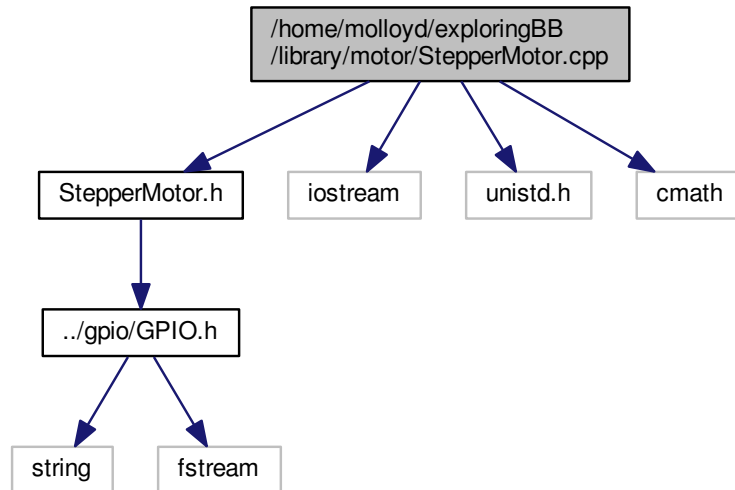 /home/molloyd/exploringBB
/library/motor/StepperMotor.cpp
StepperMotor.h
iostream
unistd.h
cmath
../gpio/GPIO.h
string
fstream